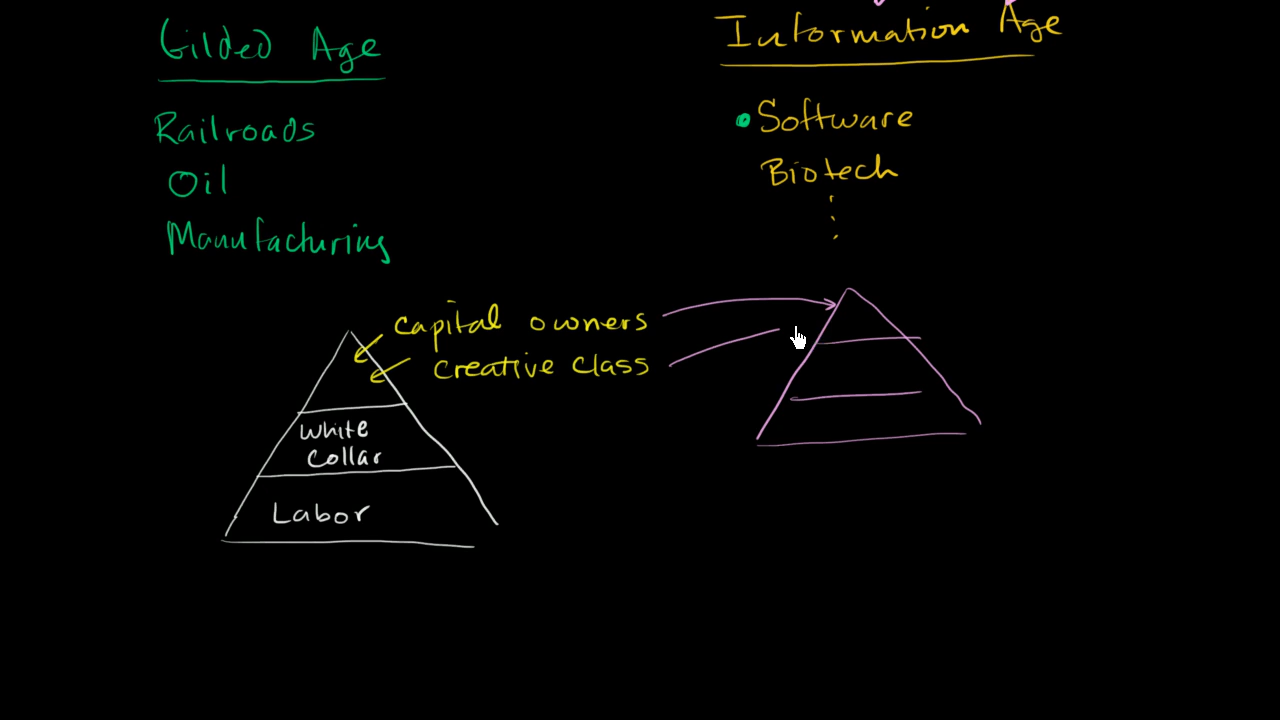 Gilded Age
Railroads
Oil
Manufacturing
Information Age
Software
Biotech
capital owners
creative class
White
Collar
Labor